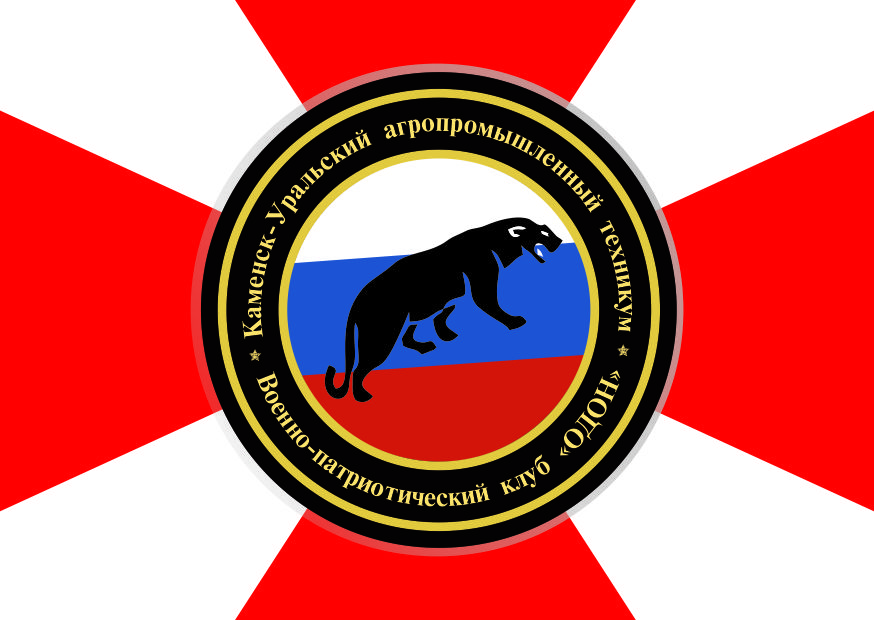 Каменск-Уральский агропромышленный техникум
Военно-патриотический клуб «ОДОН»